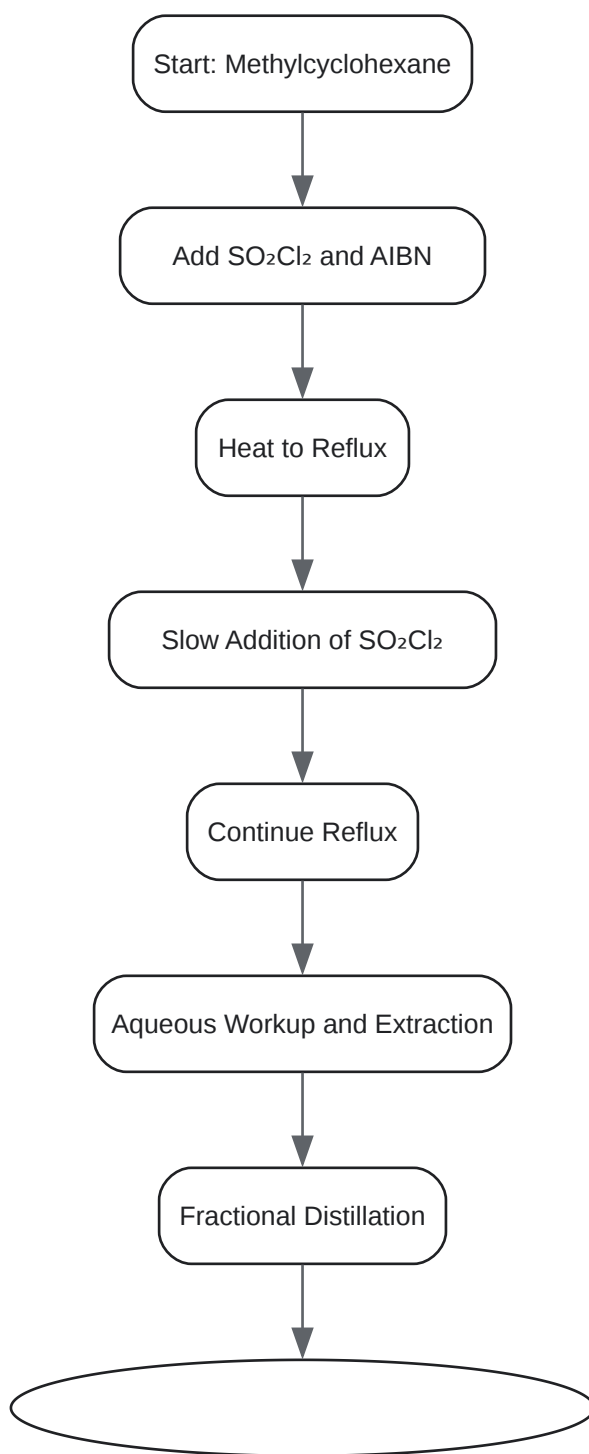 Start: Methylcyclohexane
Add SO₂Cl₂ and AIBN
Heat to Reflux
Slow Addition of SO₂Cl₂
Continue Reflux
Aqueous Workup and Extraction
Fractional Distillation